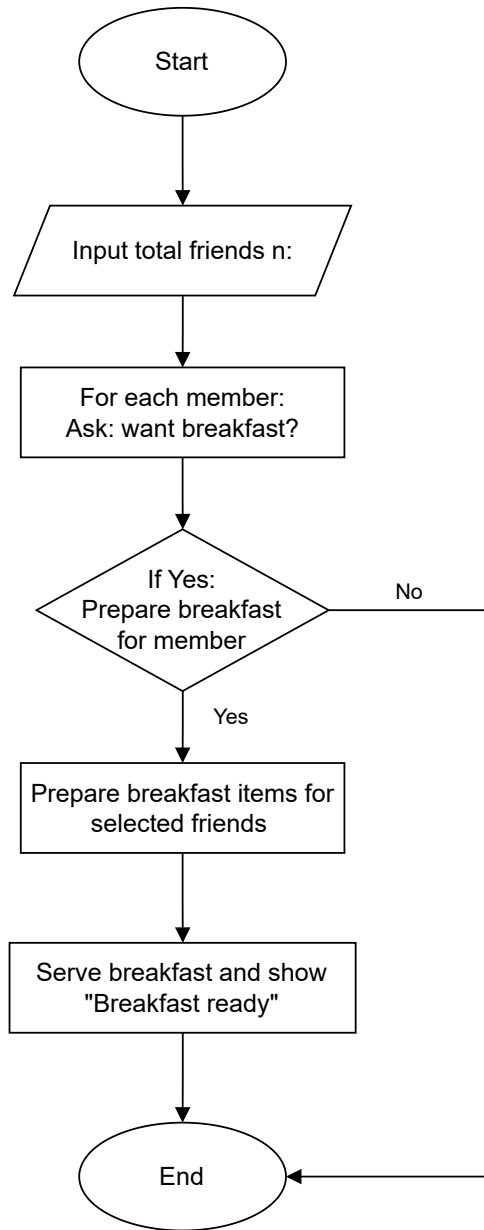 Start
Input total friends n:
For each member:
Ask: want breakfast?
If Yes:
Prepare breakfast
for member
No
Yes
Prepare breakfast items for
selected friends
Serve breakfast and show
"Breakfast ready"
End